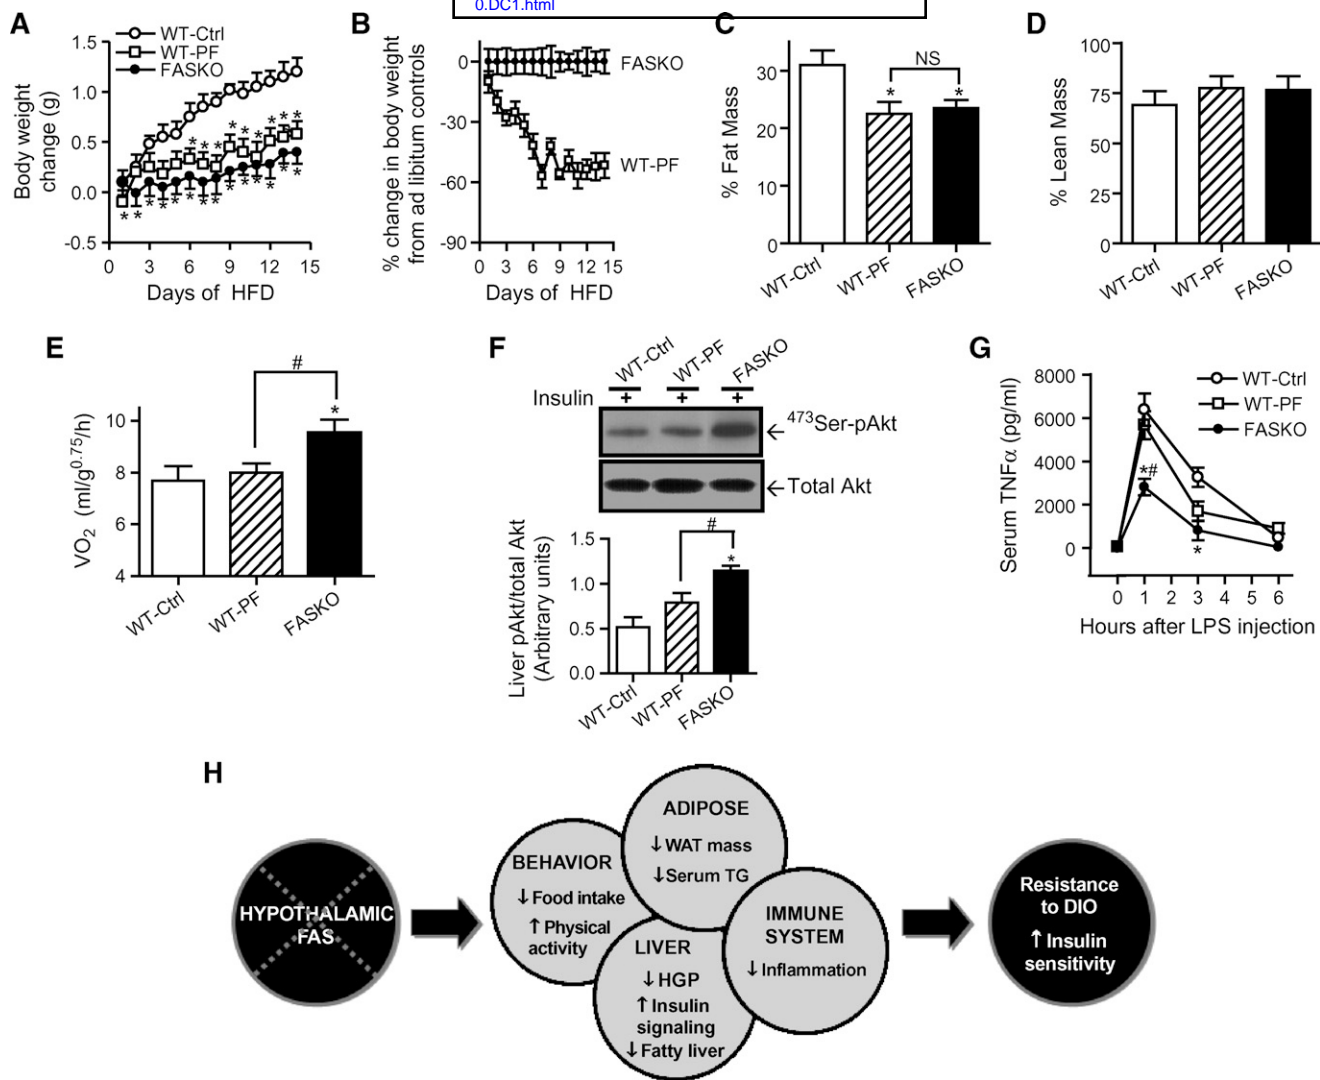 0.DC1.html
A
WT-Ctrl
WT-PF
FASKO
Body weight
change (g)
1.5
1.0
0.5
0.0
-0.5
* * * * * * * * *
* * * * * * * * * * * * * *
0 3 6 9 12 15
Days of HFD
B
% change in body weight
from ad libitum controls
0
-30
-60
-90
FASKO
WT-PF
0 3 6 9 12 14 15
Days of HFD
C
% Fat Mass
30
20
10
0
NS
* *
WT-Ctrl
WT-PF
FASKO
D
% Lean Mass
100
75
50
25
0
WT-Ctrl
WT-PF
FASKO
E
VO2 (ml/g0.75/h)
10
8
6
4
#
*
WT-Ctrl
WT-PF
FASKO
F
WT-Ctrl
WT-PF
FASKO
Insulin + + +
← 473Ser-pAkt
← Total Akt
Liver pAkt/total Akt
(Arbitrary units)
1.5
1.0
0.5
0.0
#
*
WT-Ctrl
WT-PF
FASKO
G
Serum TNFα (pg/ml)
8000
6000
4000
2000
0
WT-Ctrl
WT-PF
FASKO
*#
*
0 1 2 3 4 5 6
Hours after LPS injection
H
HYPOTHALAMIC
FAS
BEHAVIOR
↓Food intake
↑Physical
activity
ADIPOSE
↓WAT mass
↓Serum TG
LIVER
↓HGP
↑Insulin
signaling
↓Fatty liver
IMMUNE
SYSTEM
↓Inflammation
Resistance
to DIO
↑Insulin
sensitivity